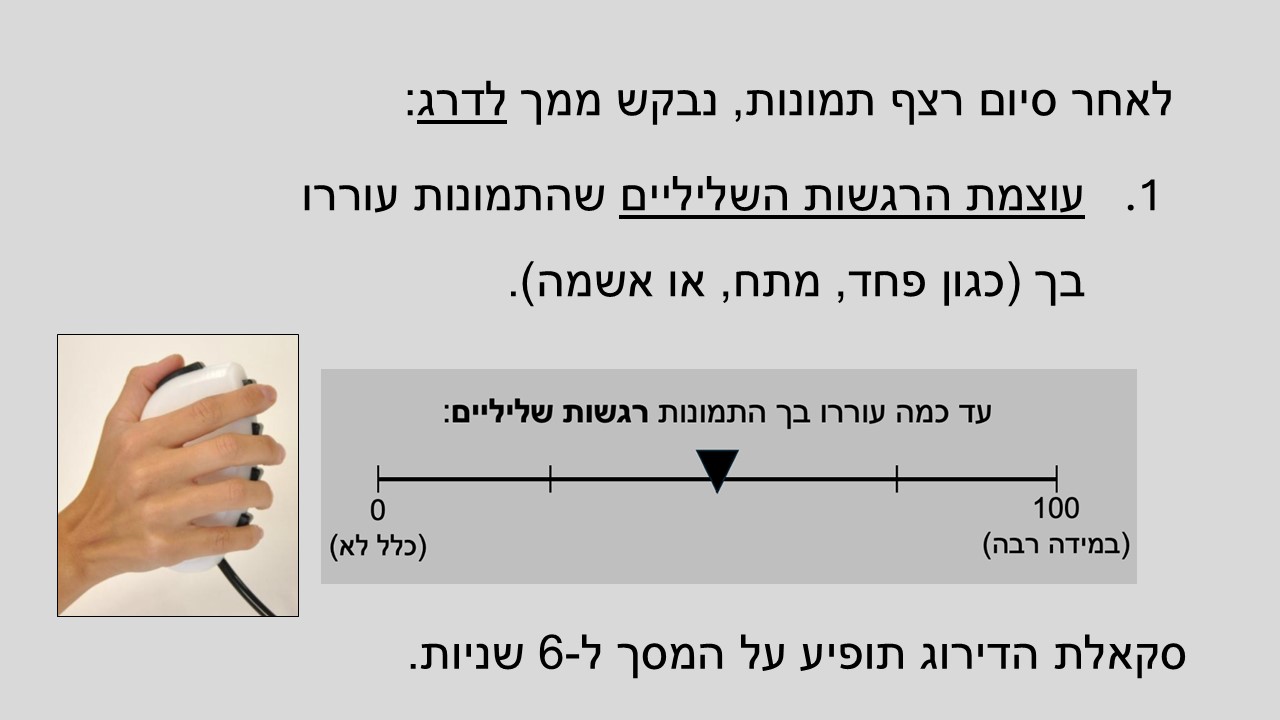 לאחר סיום רצף תמונות, נבקש ממך לדרג:
1. עוצמת הרגשות השליליים שהתמונות עוררו
בך (כגון פחד, מתח, או אשמה).
עד כמה עוררו בך התמונות רגשות שליליים:
0
100
(כלל לא)
(במידה רבה)
סקאלת הדירוג תופיע על המסך ל-6 שניות.